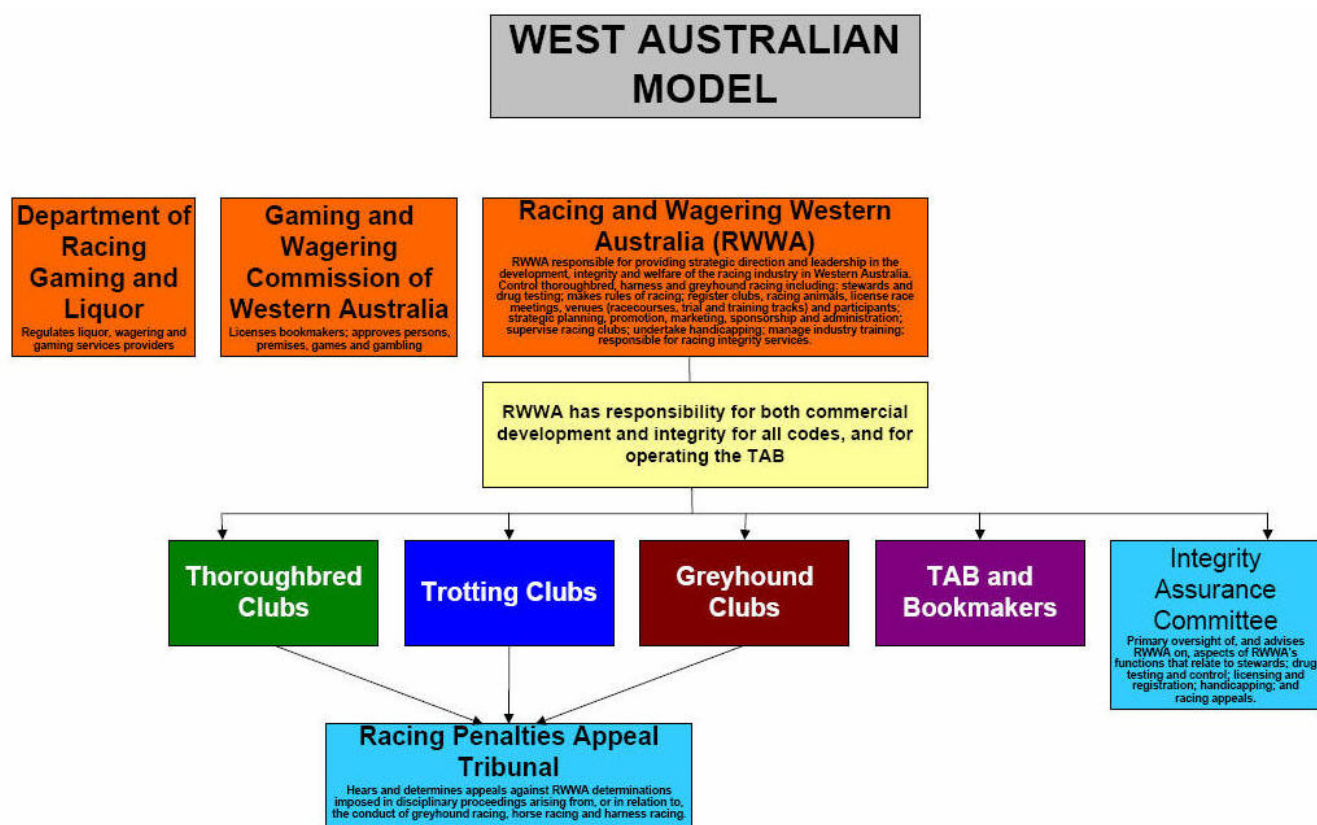 WEST AUSTRALIAN
MODEL
Department of
Racing
Gaming and
Liquor
Regulates liquor, wagering and
gaming services providers
Gaming and
Wagering
Commission of
Western Australia
Licenses bookmakers; approves persons,
premises, games and gambling
Racing and Wagering Western
Australia (RWWA)
RWWA responsible for providing strategic direction and leadership in the
development, integrity and welfare of the racing industry in Western Australia.
Control thoroughbred, harness and greyhound racing including; stewards and
drug testing; makes rules of racing; register clubs, racing animals, license race
meetings, venues (racecourses, trial and training tracks) and participants;
strategic planning, promotion, marketing, sponsorship and administration;
supervise racing clubs; undertake handicapping; manage industry training;
responsible for racing integrity services.
RWWA has responsibility for both commercial
development and integrity for all codes, and for
operating the TAB
Thoroughbred
Clubs
Trotting Clubs
Greyhound
Clubs
TAB and
Bookmakers
Integrity
Assurance
Committee
Primary oversight of, and advises
RWWA on, aspects of RWWA's
functions that relate to stewards; drug
testing and control; licensing and
registration; handicapping; and
racing appeals.
Racing Penalties Appeal
Tribunal
Hears and determines appeals against RWWA determinations
imposed in disciplinary proceedings arising from, or in relation to,
the conduct of greyhound racing, horse racing and harness racing.